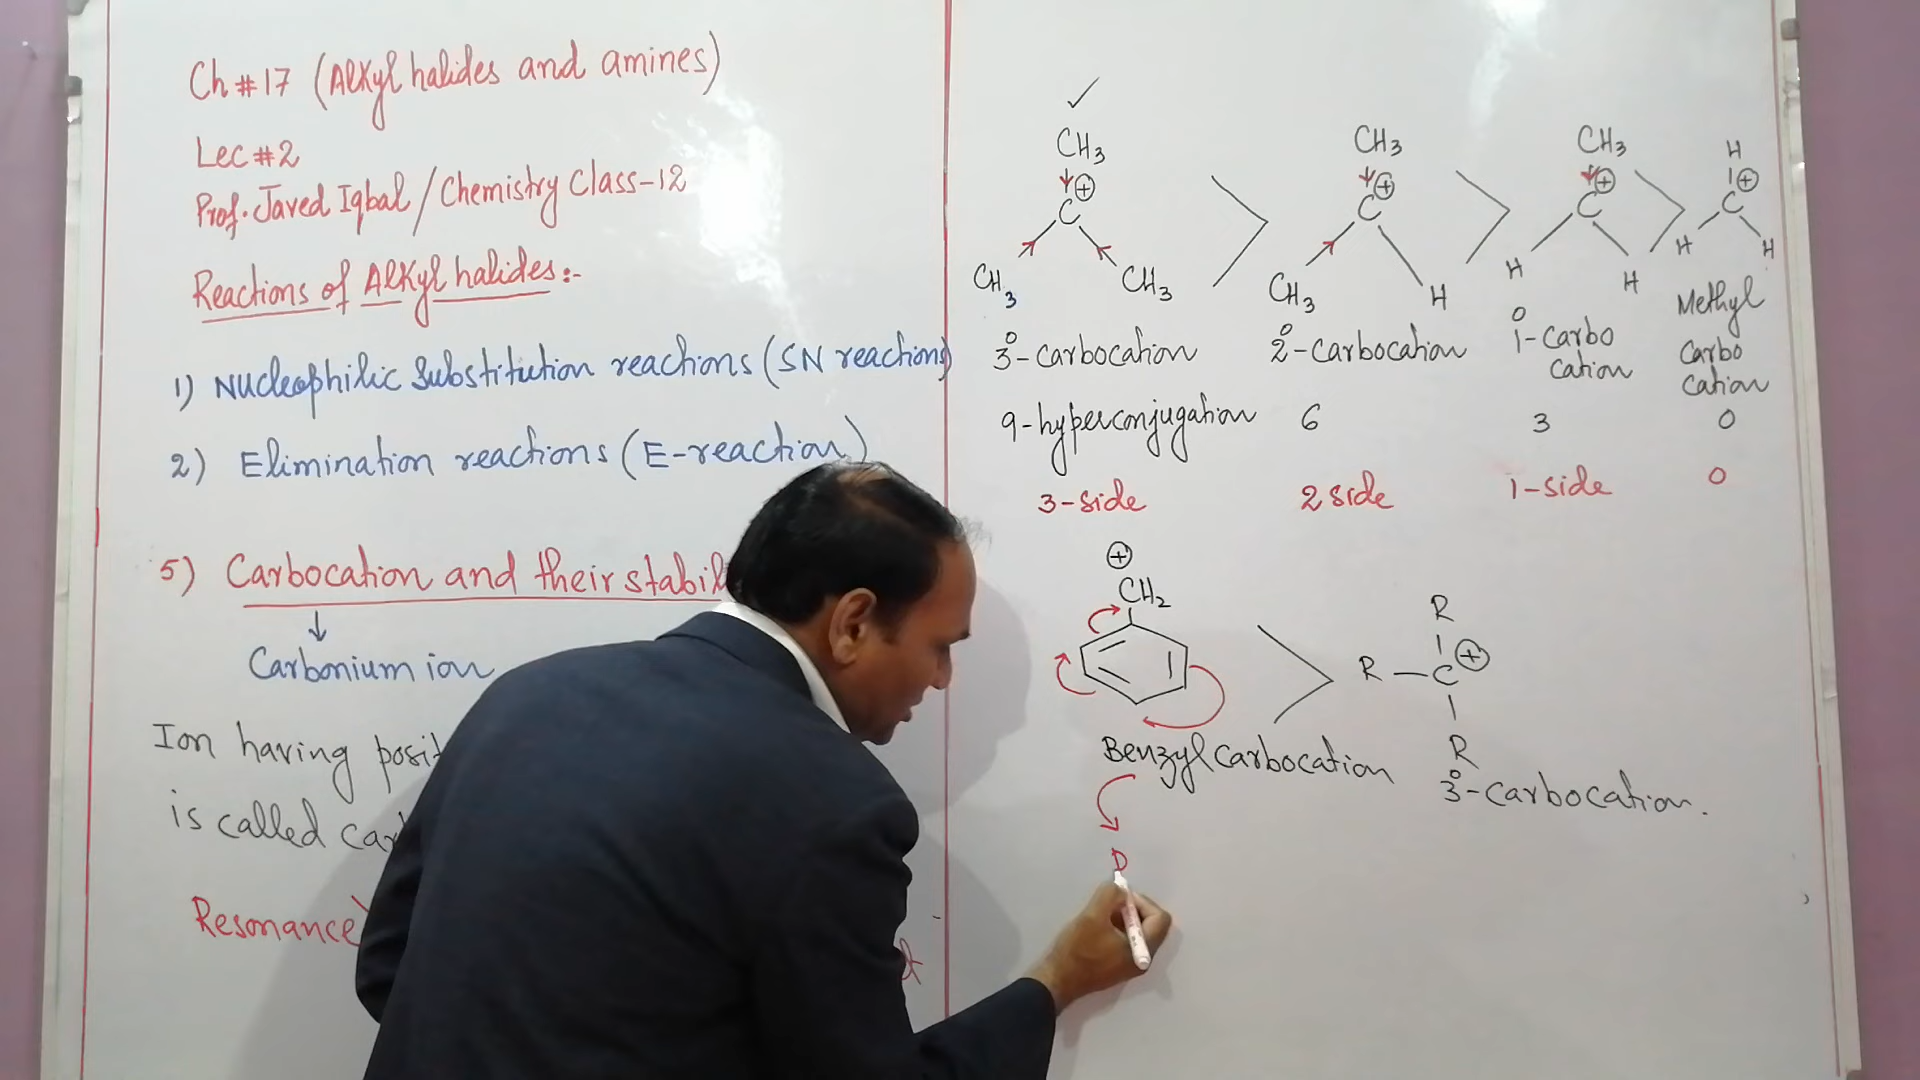 Ch # 17 (Alkyl halides and amines)
Lec # 2
Prof. Javed Iqbal / Chemistry Class-12
Reactions of Alkyl halides:-
1) Nucleophilic Substitution reactions (SN reactions)
2) Elimination reactions (E-reaction)
5) Carbocation and their stabil
↓
Carbonium ion
Ion having posit
is called car
Resonance
✓
CH₃ CH₃ CH₃ H
⊕ ⊕ ⊕ ⊕
C > C > C > C
CH₃ CH₃ CH₃ H H H H H
3°-carbocation 2°-carbocation 1°-carbo cation Methyl Carbo cation
9-hyperconjugation 6 3 0
3-side 2 side 1-side 0
⊕
CH₂
R
R — C ⊕
R
>
Benzyl carbocation
3°-carbocation.